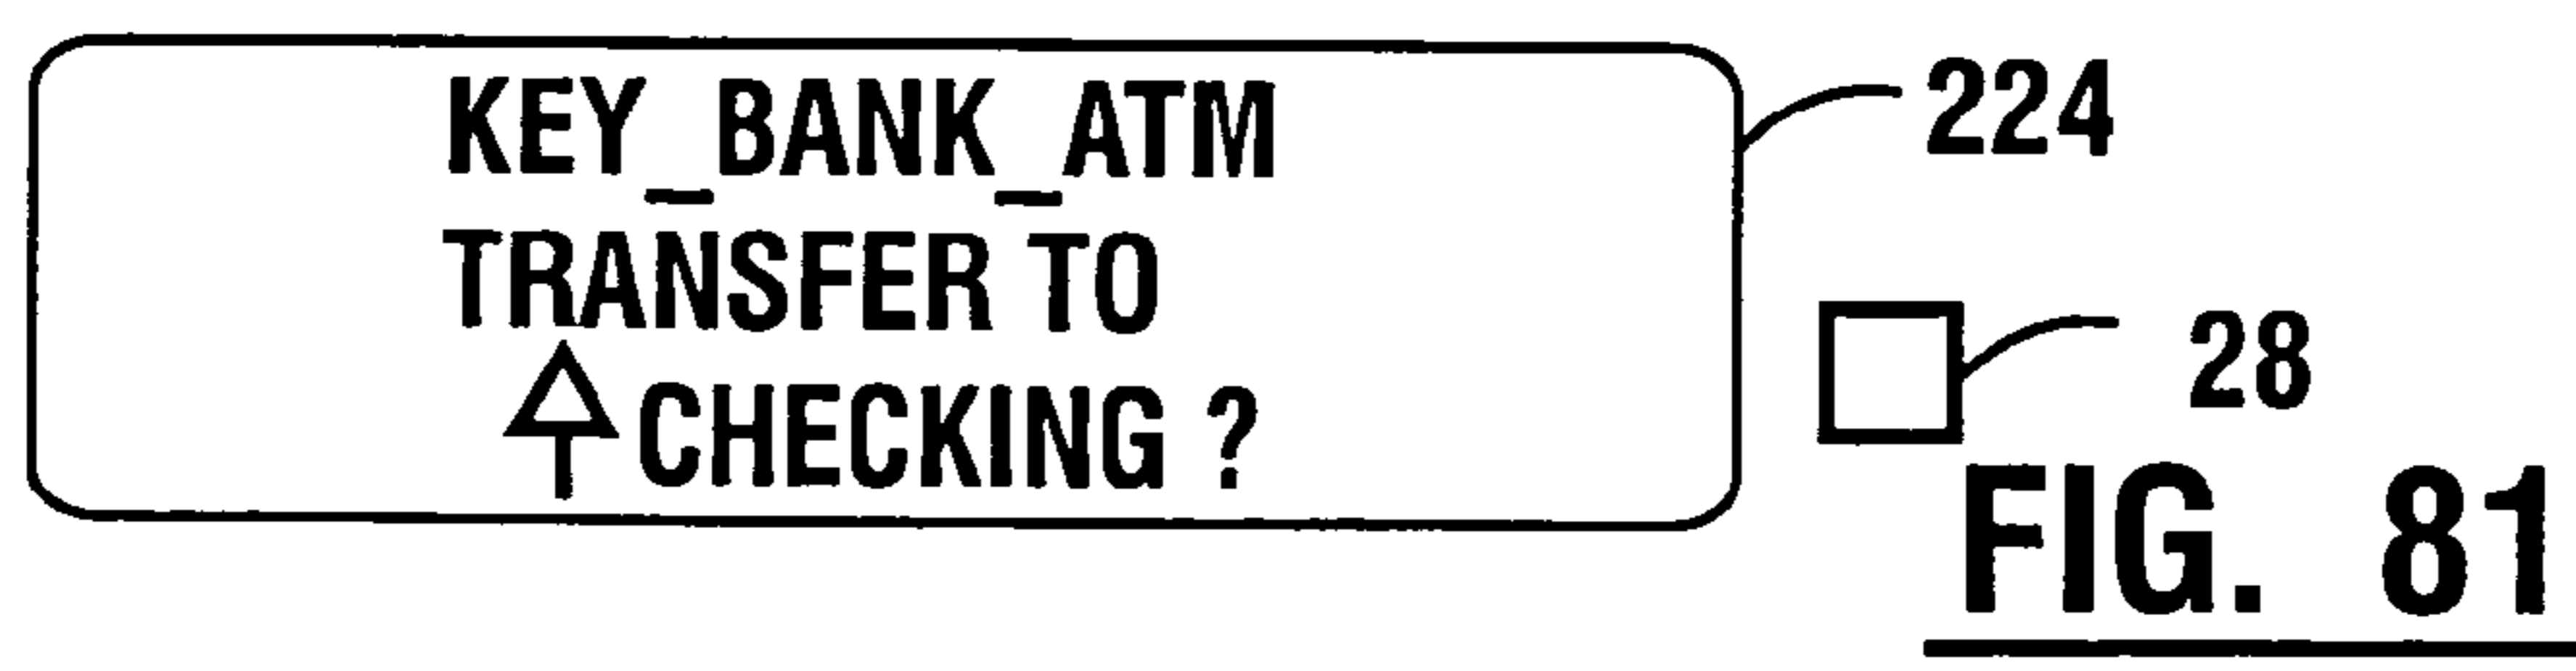 KEY_BANK_ATM
TRANSFER TO
CHECKING ?
224
28
FIG. 81